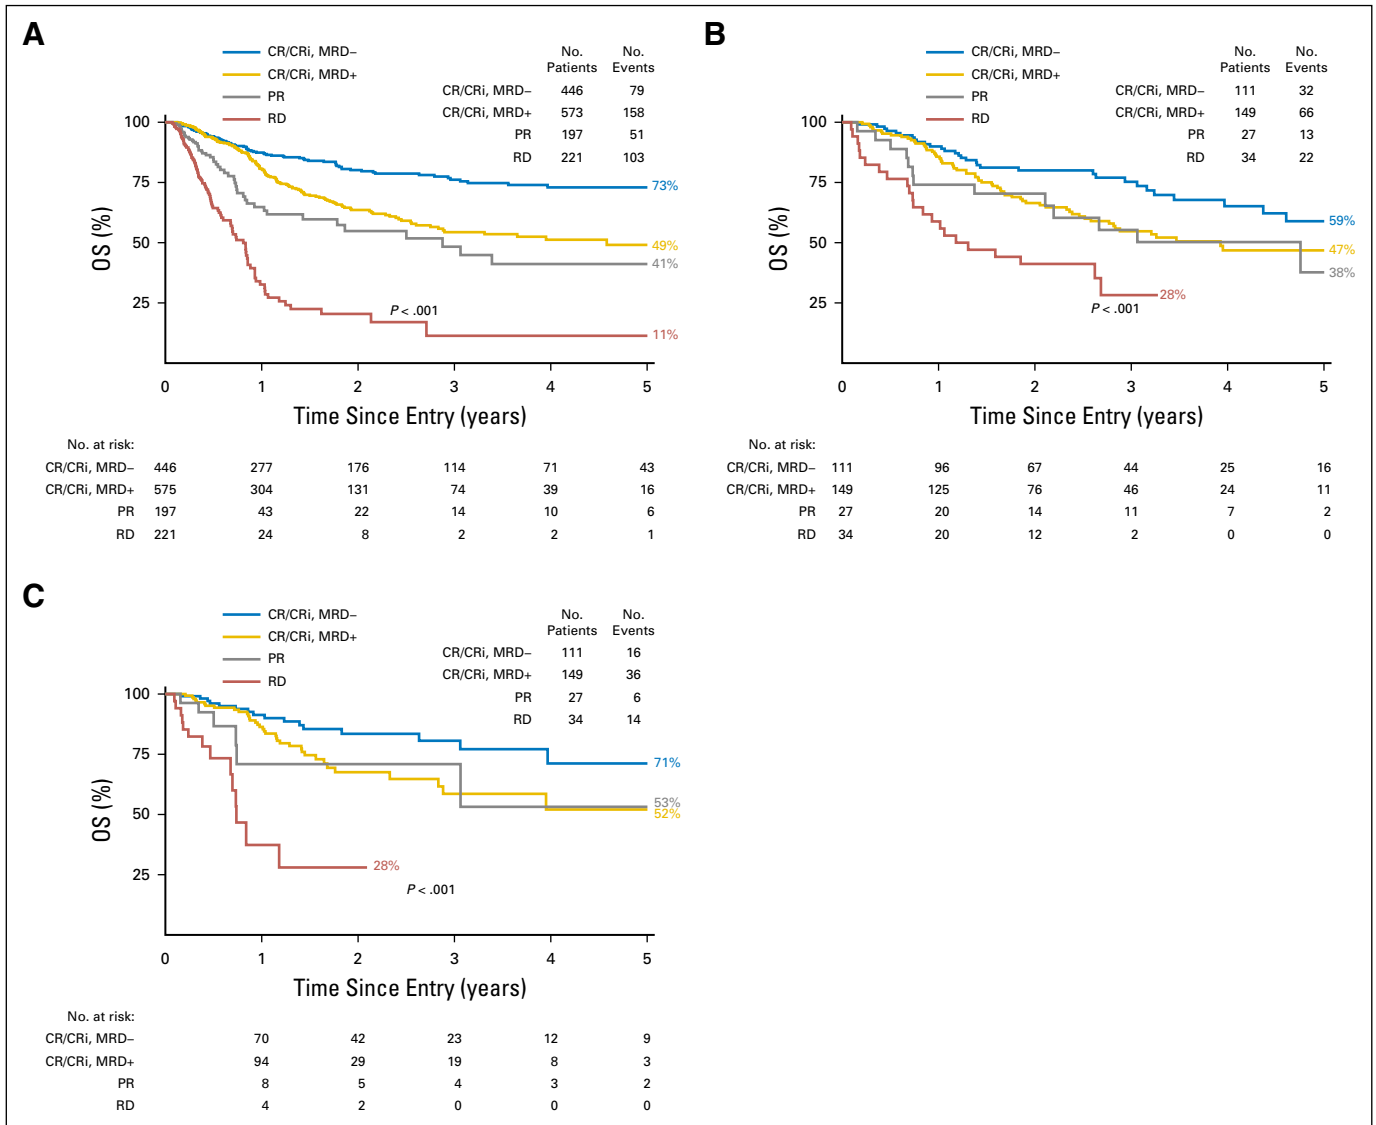 A
CR/CRi, MRD–
CR/CRi, MRD+
PR
RD
No. Patients No. Events
CR/CRi, MRD– 446 79
CR/CRi, MRD+ 573 158
PR 197 51
RD 221 103
100
75
50
25
OS (%)
73%
49%
41%
11%
P < .001
0 1 2 3 4 5
Time Since Entry (years)
No. at risk:
CR/CRi, MRD– 446 277 176 114 71 43
CR/CRi, MRD+ 575 304 131 74 39 16
PR 197 43 22 14 10 6
RD 221 24 8 2 2 1
B
CR/CRi, MRD–
CR/CRi, MRD+
PR
RD
No. Patients No. Events
CR/CRi, MRD– 111 32
CR/CRi, MRD+ 149 66
PR 27 13
RD 34 22
100
75
50
25
OS (%)
59%
47%
38%
28%
P < .001
0 1 2 3 4 5
Time Since Entry (years)
No. at risk:
CR/CRi, MRD– 111 96 67 44 25 16
CR/CRi, MRD+ 149 125 76 46 24 11
PR 27 20 14 11 7 2
RD 34 20 12 2 0 0
C
CR/CRi, MRD–
CR/CRi, MRD+
PR
RD
No. Patients No. Events
CR/CRi, MRD– 111 16
CR/CRi, MRD+ 149 36
PR 27 6
RD 34 14
100
75
50
25
OS (%)
71%
53%
52%
28%
P < .001
0 1 2 3 4 5
Time Since Entry (years)
No. at risk:
CR/CRi, MRD– 70 42 23 12 9
CR/CRi, MRD+ 94 29 19 8 3
PR 8 5 4 3 2
RD 4 2 0 0 0